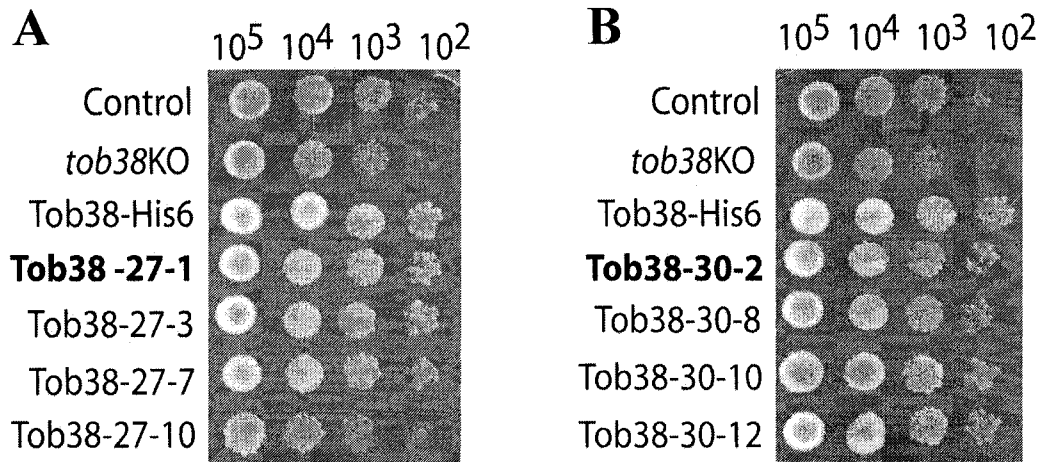 A
10⁵ 10⁴ 10³ 10²
Control
tob38KO
Tob38-His6
Tob38 -27-1
Tob38-27-3
Tob38-27-7
Tob38-27-10
B
10⁵ 10⁴ 10³ 10²
Control
tob38KO
Tob38-His6
Tob38-30-2
Tob38-30-8
Tob38-30-10
Tob38-30-12